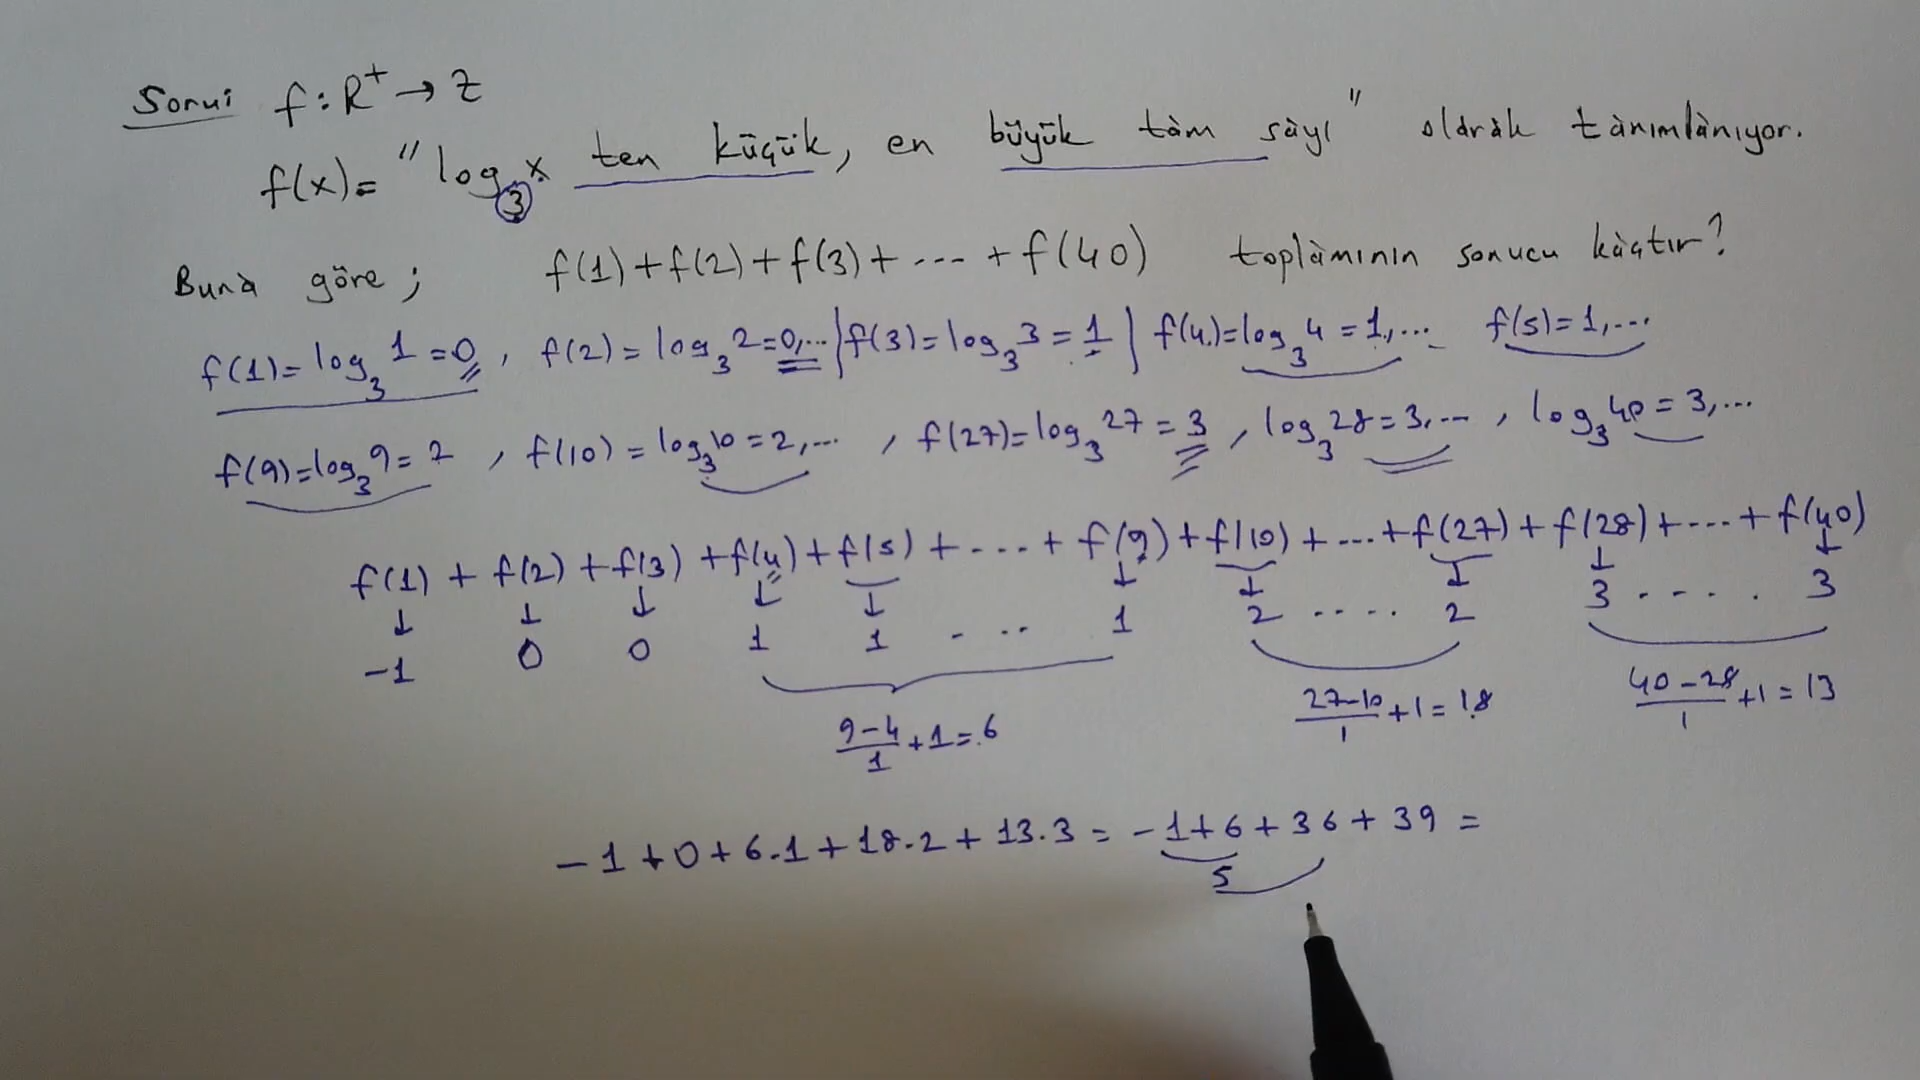 Soru: f:R⁺→Z
f(x)= "log₃x ten küçük, en büyük tam sayı" olarak tanımlanıyor.
Buna göre; f(1)+f(2)+f(3)+...+f(40) toplamının sonucu kaçtır?
f(1)=log₃1=0, f(2)=log₃2=0,... | f(3)=log₃3=1 | f(4)=log₃4=1,... f(5)=1,...
f(9)=log₃9=2, f(10)=log₃10=2,..., f(27)=log₃27=3, log₃28=3,..., log₃40=3,...
f(1)+f(2)+f(3)+f(4)+f(5)+....+f(9)+f(10)+...+f(27)+f(28)+...+f(40)
↓ ↓ ↓ ↓ ↓ ↓ ↓ ↓ ↓ ↓
-1 0 0 1 1 ... 1 2 .... 2 3 .... 3
(9-4)/1+1=6 (27-10)/1+1=18 (40-28)/1+1=13
-1+0+6.1+18.2+13.3=-1+6+36+39=
5